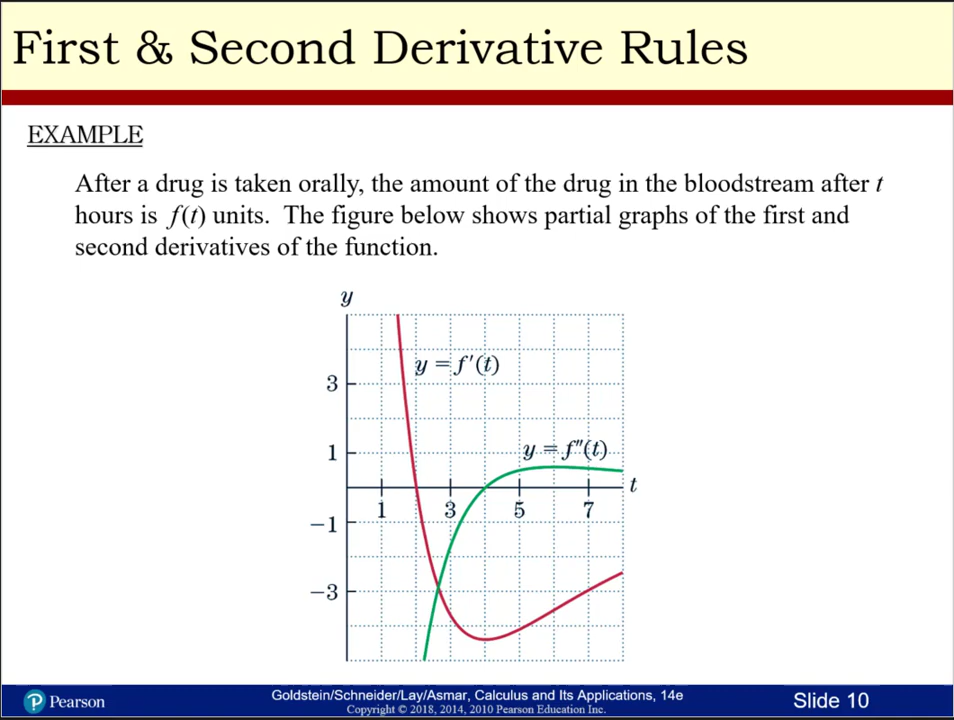 First & Second Derivative Rules
EXAMPLE
After a drug is taken orally, the amount of the drug in the bloodstream after t
hours is f(t) units. The figure below shows partial graphs of the first and
second derivatives of the function.
y
y = f′(t)
3
y = f″(t)
1
t
1 3 5 7
−1
−3
Pearson
Goldstein/Schneider/Lay/Asmar, Calculus and Its Applications, 14e
Copyright © 2018, 2014, 2010 Pearson Education Inc.
Slide 10